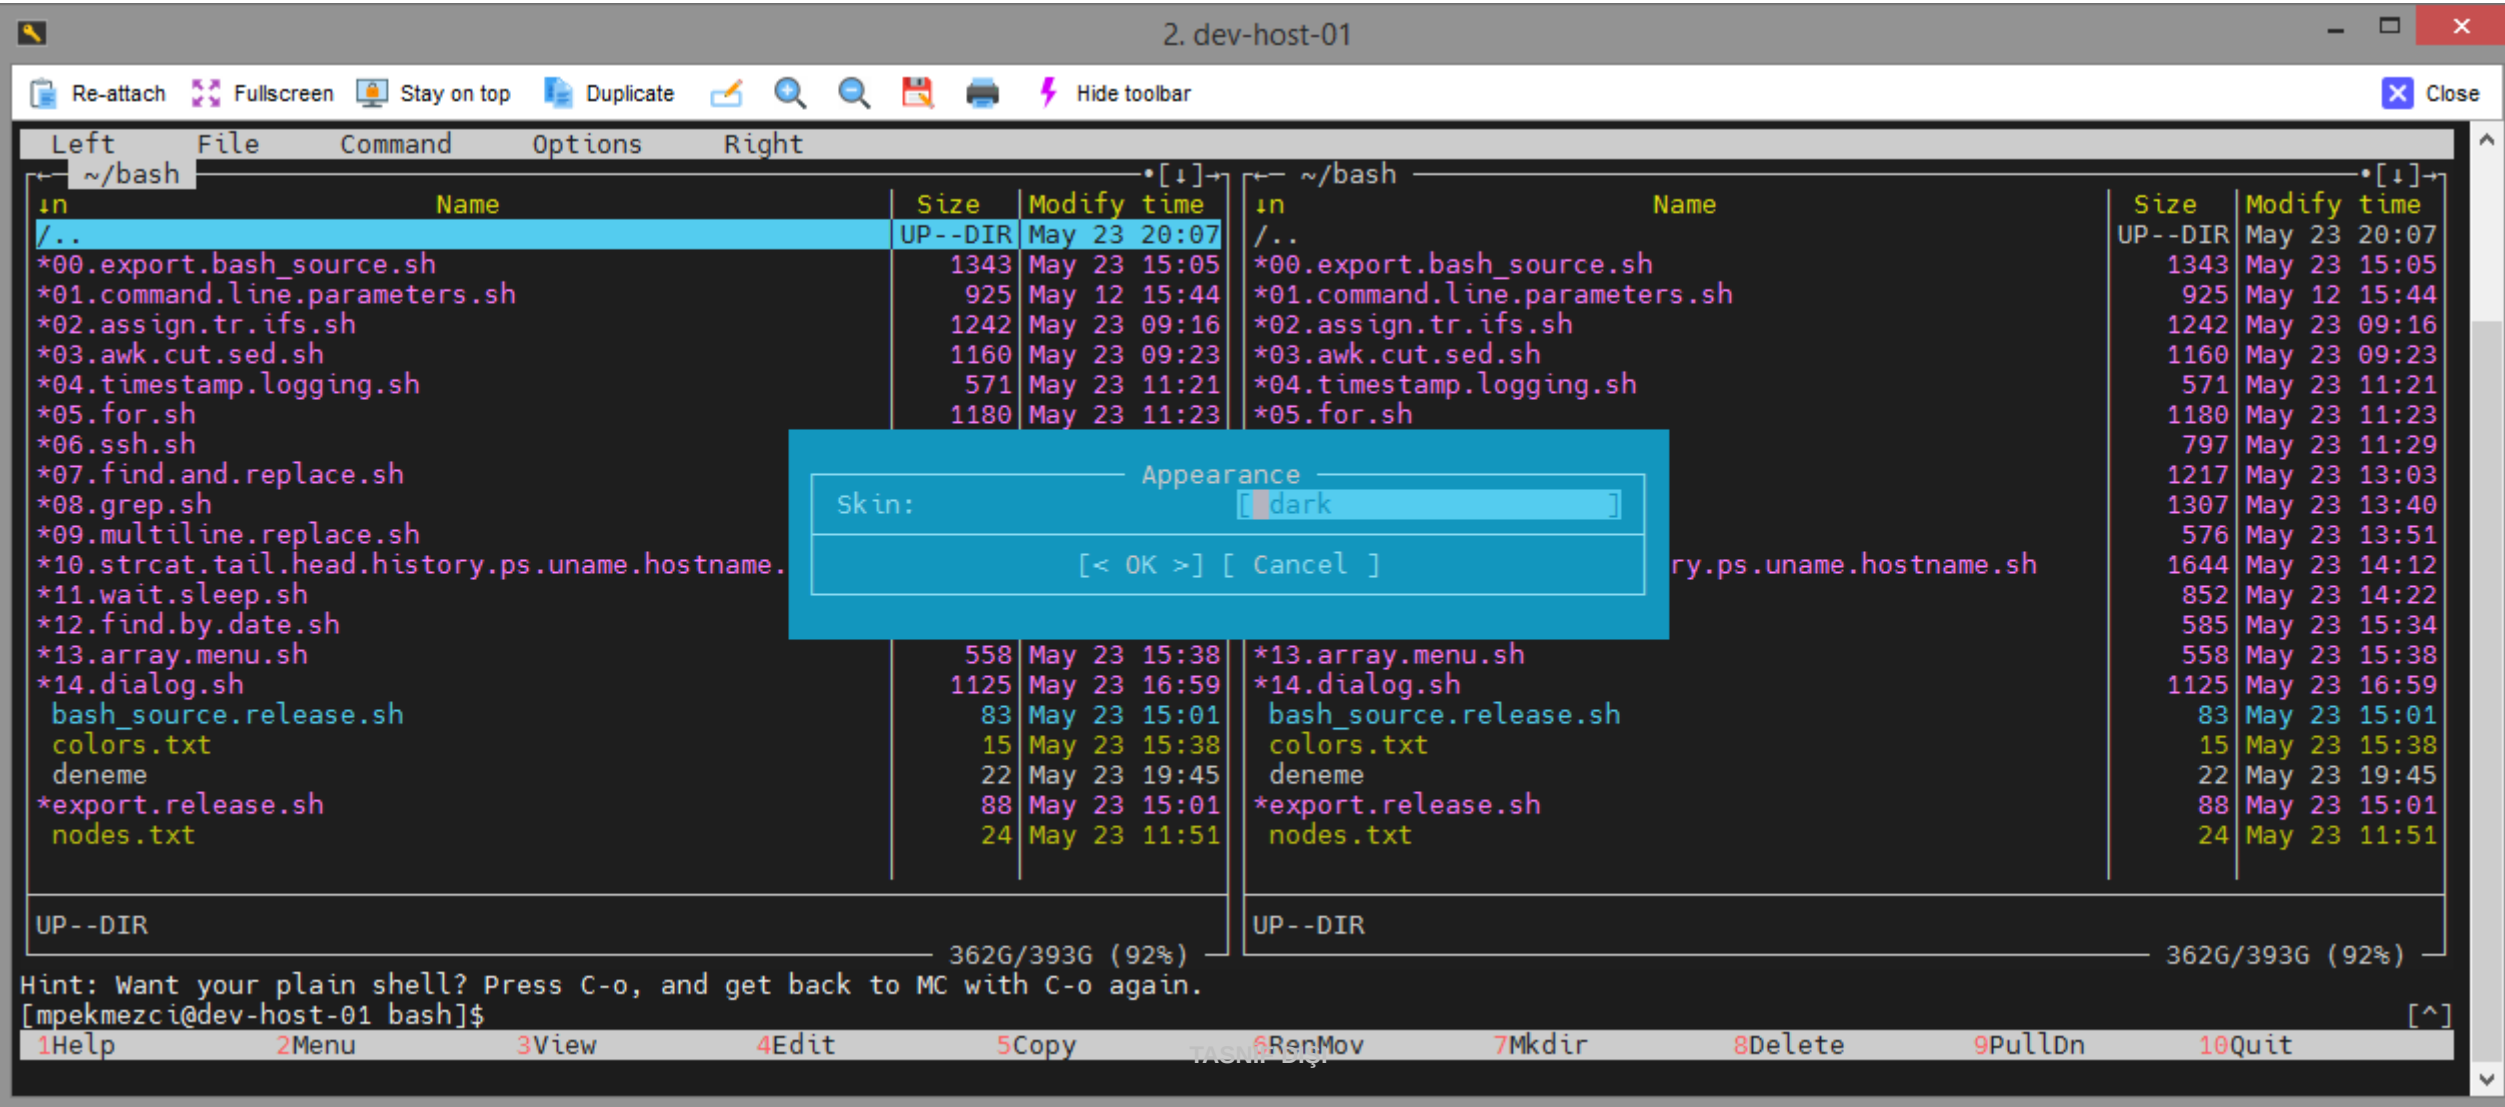 2. dev-host-01
Re-attach Fullscreen Stay on top Duplicate Hide toolbar Close
Left File Command Options Right
~/bash [↓] ~/bash [↓]
↓n Name Size Modify time ↓n Name Size Modify time
/.. UP--DIR May 23 20:07 /.. UP--DIR May 23 20:07
*00.export.bash_source.sh 1343 May 23 15:05 *00.export.bash_source.sh 1343 May 23 15:05
*01.command.line.parameters.sh 925 May 12 15:44 *01.command.line.parameters.sh 925 May 12 15:44
*02.assign.tr.ifs.sh 1242 May 23 09:16 *02.assign.tr.ifs.sh 1242 May 23 09:16
*03.awk.cut.sed.sh 1160 May 23 09:23 *03.awk.cut.sed.sh 1160 May 23 09:23
*04.timestamp.logging.sh 571 May 23 11:21 *04.timestamp.logging.sh 571 May 23 11:21
*05.for.sh 1180 May 23 11:23 *05.for.sh 1180 May 23 11:23
*06.ssh.sh 797 May 23 11:29
*07.find.and.replace.sh Appearance 1217 May 23 13:03
*08.grep.sh Skin: [ dark ] 1307 May 23 13:40
*09.multiline.replace.sh 576 May 23 13:51
*10.strcat.tail.head.history.ps.uname.hostname. [< OK >] [ Cancel ] ry.ps.uname.hostname.sh 1644 May 23 14:12
*11.wait.sleep.sh 852 May 23 14:22
*12.find.by.date.sh 585 May 23 15:34
*13.array.menu.sh 558 May 23 15:38 *13.array.menu.sh 558 May 23 15:38
*14.dialog.sh 1125 May 23 16:59 *14.dialog.sh 1125 May 23 16:59
bash_source.release.sh 83 May 23 15:01 bash_source.release.sh 83 May 23 15:01
colors.txt 15 May 23 15:38 colors.txt 15 May 23 15:38
deneme 22 May 23 19:45 deneme 22 May 23 19:45
*export.release.sh 88 May 23 15:01 *export.release.sh 88 May 23 15:01
nodes.txt 24 May 23 11:51 nodes.txt 24 May 23 11:51
UP--DIR UP--DIR
362G/393G (92%) 362G/393G (92%)
Hint: Want your plain shell? Press C-o, and get back to MC with C-o again.
[mpekmezci@dev-host-01 bash]$ [^]
1Help 2Menu 3View 4Edit 5Copy 6RenMov 7Mkdir 8Delete 9PullDn 10Quit